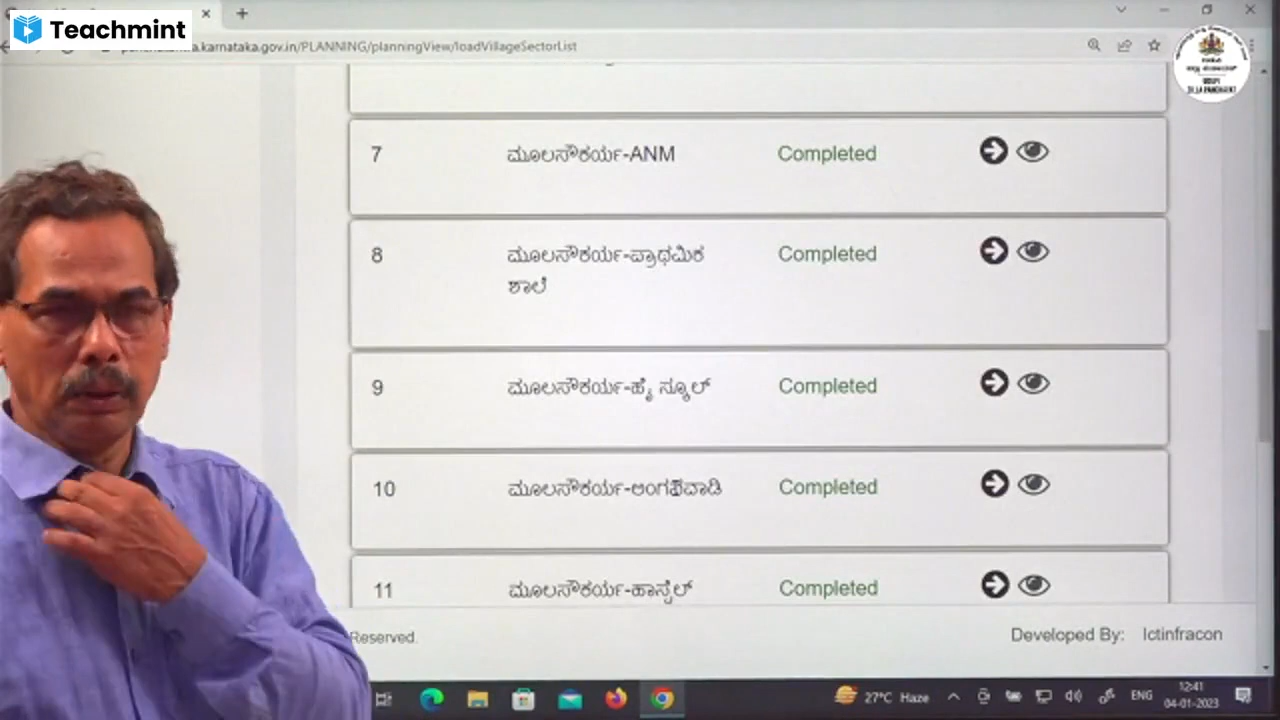 Teachmint
.karnataka.gov.in/PLANNING/planningView/loadVillageSectorList
7 ಮೂಲಸೌಕರ್ಯ-ANM Completed
8 ಮೂಲಸೌಕರ್ಯ-ಪ್ರಾಥಮಿಕ Completed
ಶಾಲೆ
9 ಮೂಲಸೌಕರ್ಯ-ಹೈ ಸ್ಕೂಲ್ Completed
10 ಮೂಲಸೌಕರ್ಯ-ಅಂಗನವಾಡಿ Completed
11 ಮೂಲಸೌಕರ್ಯ-ಹಾಸ್ಟೆಲ್ Completed
Reserved.
Developed By: Ictinfracon
27°C Haze
ENG
12:41
04-01-2023